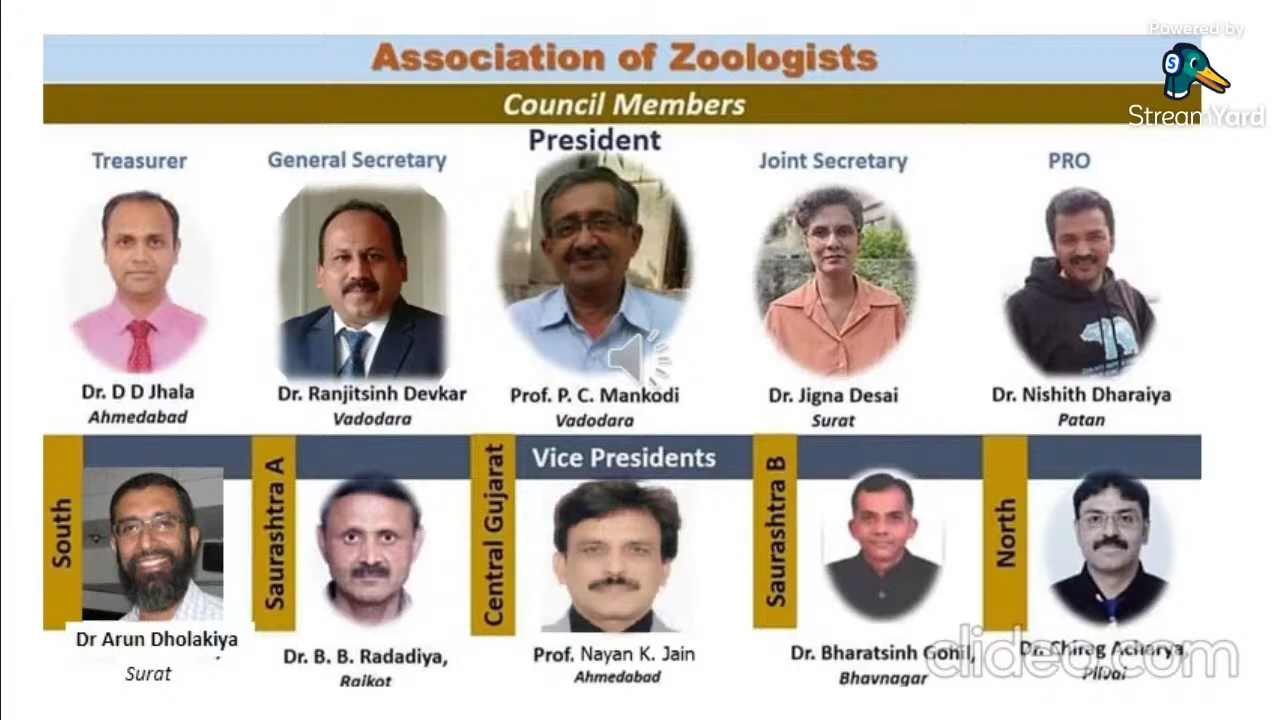 Powered by
StreamYard
Association of Zoologists
Council Members
President
Treasurer
General Secretary
Joint Secretary
PRO
Dr. D D Jhala
Ahmedabad
Dr. Ranjitsinh Devkar
Vadodara
Prof. P. C. Mankodi
Vadodara
Dr. Jigna Desai
Surat
Dr. Nishith Dharaiya
Patan
Vice Presidents
South
Saurashtra A
Central Gujarat
Saurashtra B
North
Dr Arun Dholakiya
Surat
Dr. B. B. Radadiya,
Rajkot
Prof. Nayan K. Jain
Ahmedabad
Dr. Bharatsinh Gohil,
Bhavnagar
Dr. Chirag Acharya,
Pilvai
clideo.com